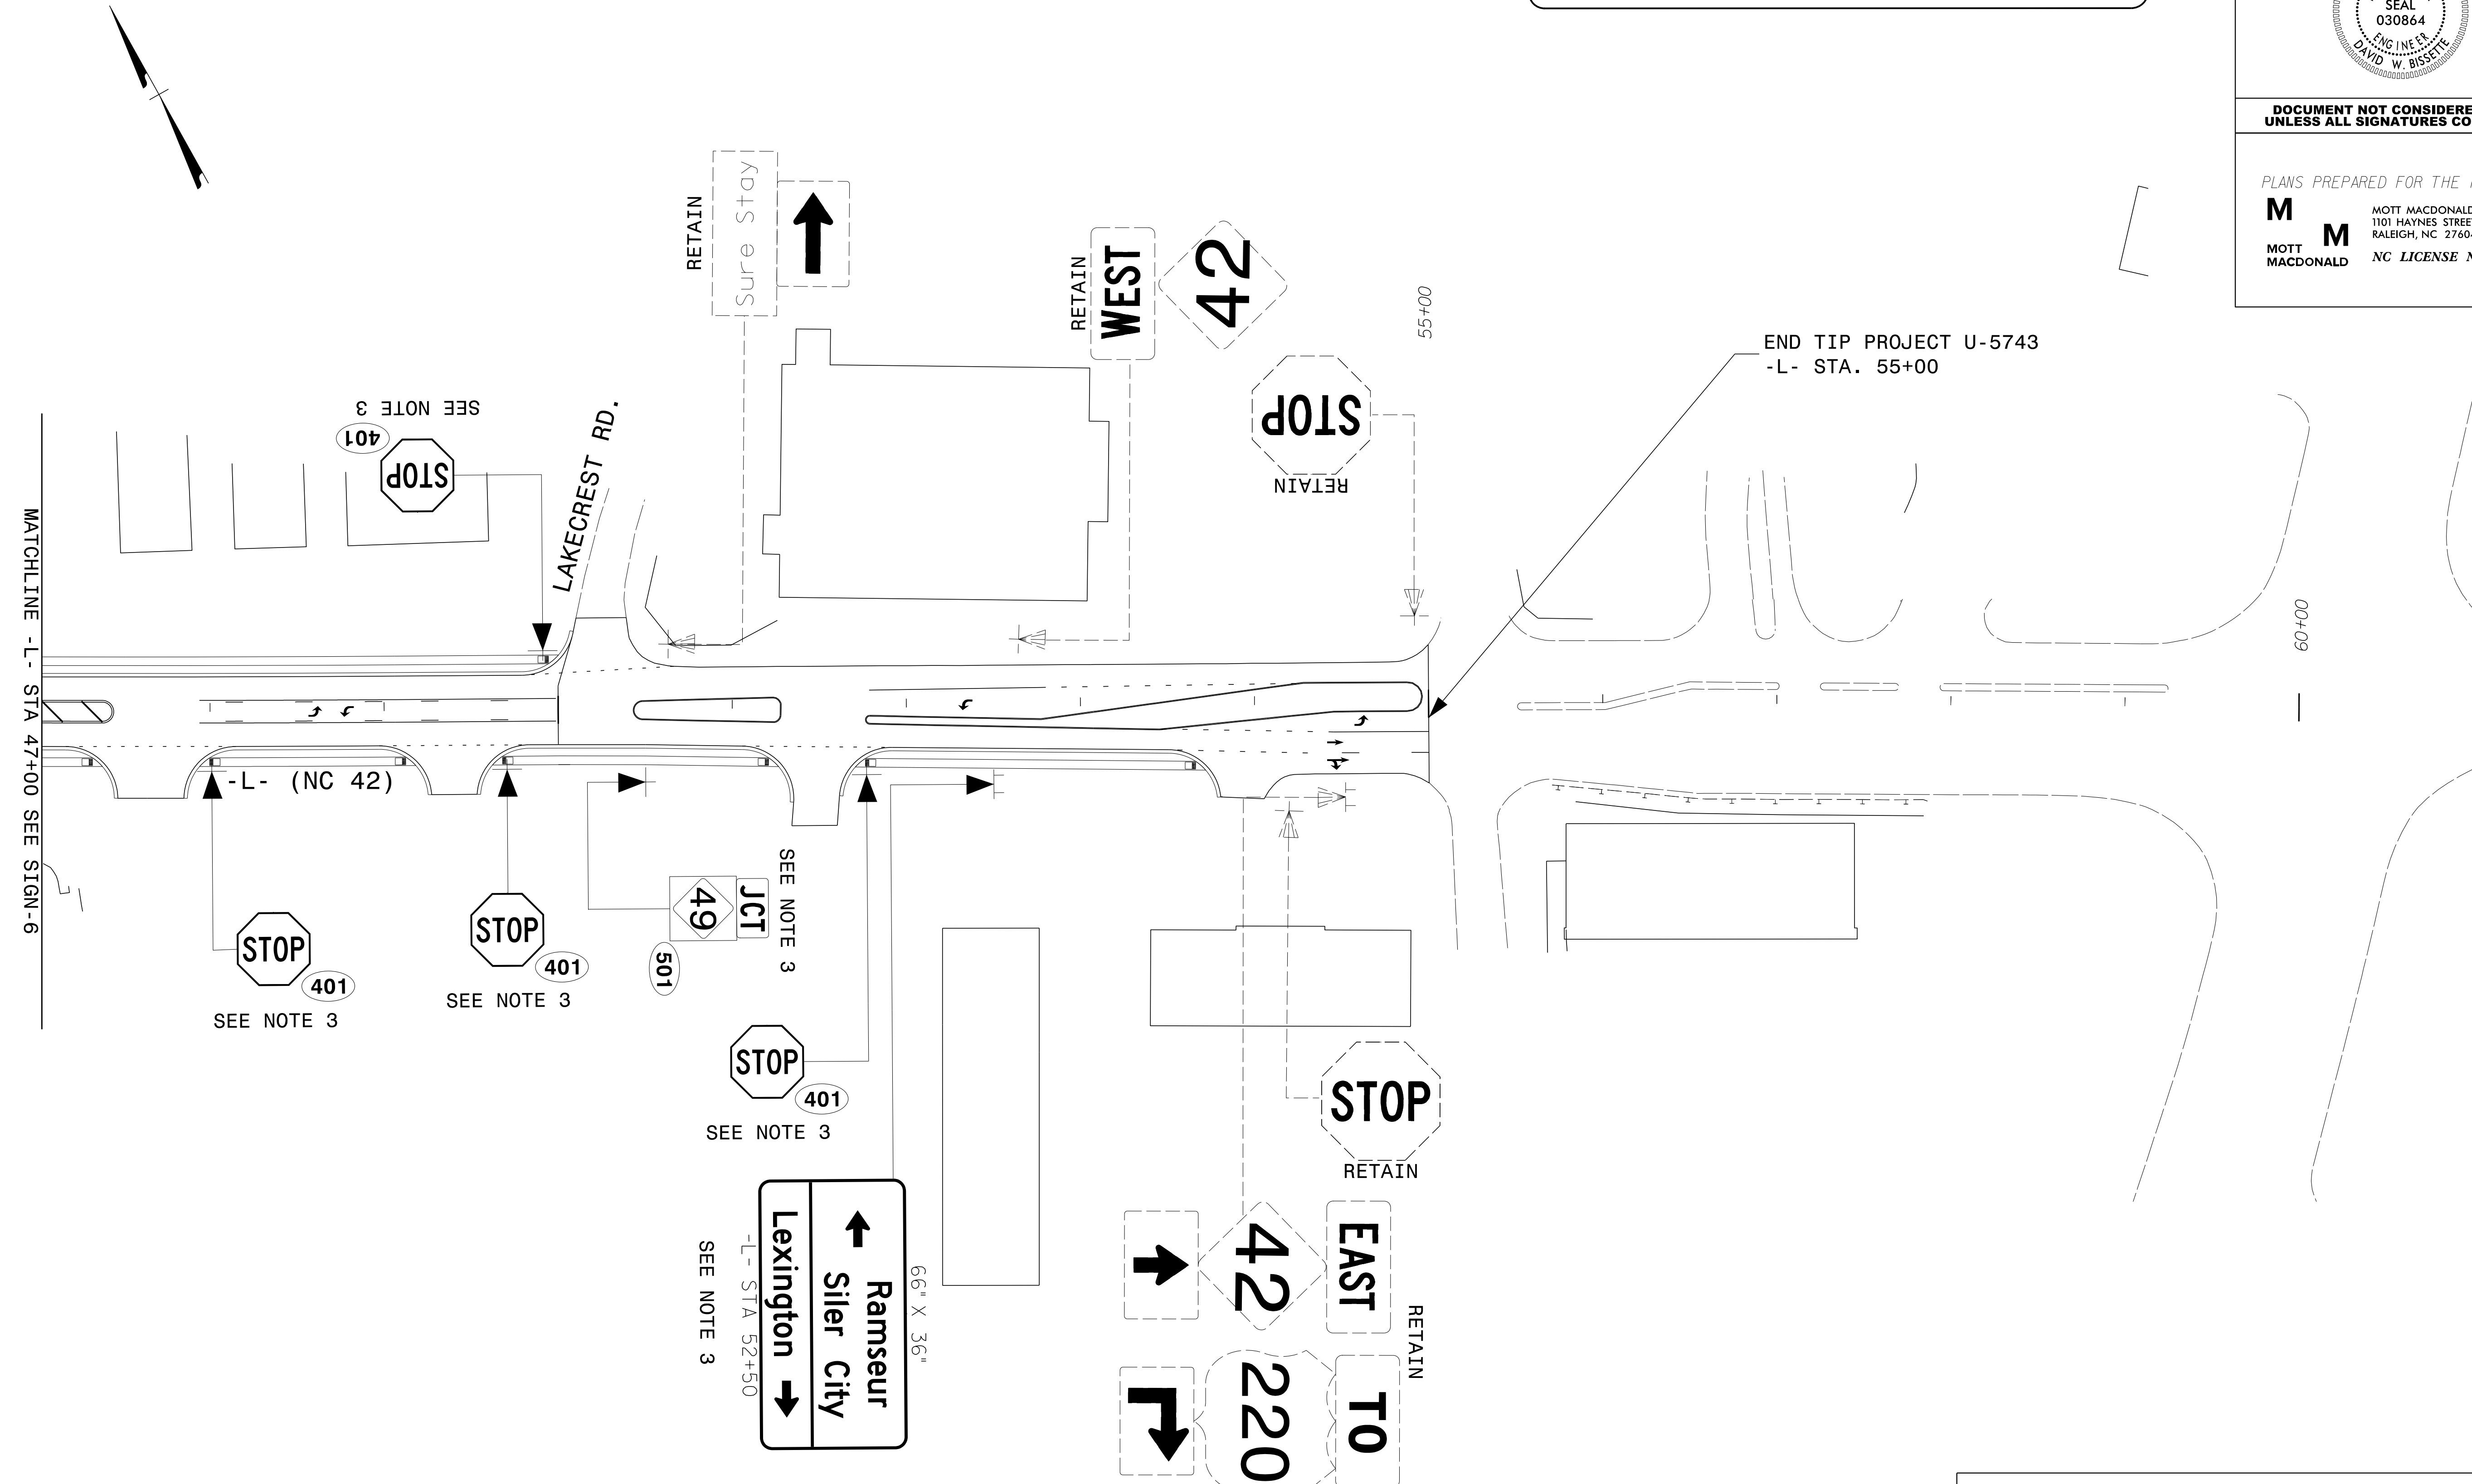 SEAL
030864
ENGINEER
DAVID W. BISSETTE
DOCUMENT NOT CONSIDERE
UNLESS ALL SIGNATURES CO
PLANS PREPARED FOR THE
M
M
MOTT
MACDONALD
MOTT MACDONALD
1101 HAYNES STREET
RALEIGH, NC 2760
NC LICENSE N
RETAIN
Sure Stay
RETAIN
WEST
42
55+00
STOP
RETAIN
END TIP PROJECT U-5743
-L- STA. 55+00
SEE NOTE 3
401
STOP
LAKECREST RD.
MATCHLINE -L- STA 47+00 SEE SIGN-6
60+00
-L- (NC 42)
STOP
401
SEE NOTE 3
STOP
401
SEE NOTE 3
JCT
49
501
SEE NOTE 3
STOP
401
SEE NOTE 3
STOP
RETAIN
66" X 36"
Ramseur
Siler City
Lexington
-L- STA 52+50
SEE NOTE 3
EAST
42
RETAIN
TO
220